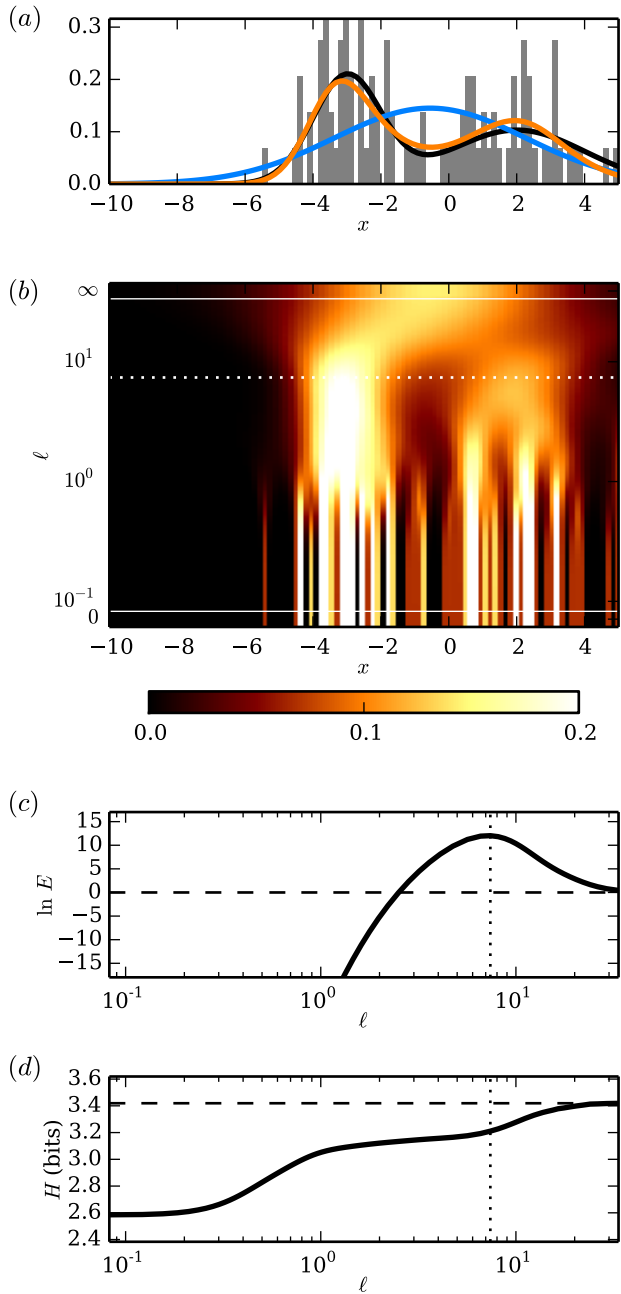 (a)
0.3
0.2
0.1
0.0
−10 −8 −6 −4 −2 0 2 4
x
(b)
∞
10¹
ℓ
10⁰
10⁻¹
0
−10 −8 −6 −4 −2 0 2 4
x
0.0 0.1 0.2
(c)
15
10
5
0
−5
−10
−15
ln E
10⁻¹ 10⁰ 10¹
ℓ
(d)
3.6
3.4
3.2
3.0
2.8
2.6
2.4
H (bits)
10⁻¹ 10⁰ 10¹
ℓ